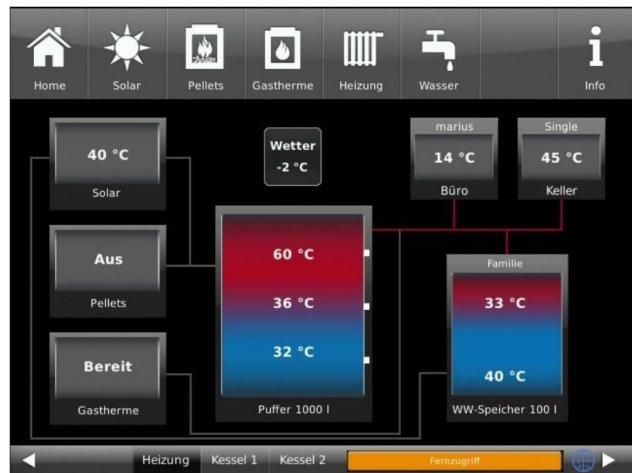 Home
Solar
Pellets
Gastherme
Heizung
Wasser
Info
40 °C
Solar
Wetter
-2 °C
marius
14 °C
Büro
Single
45 °C
Keller
Aus
Pellets
60 °C
36 °C
32 °C
Puffer 1000 l
Familie
33 °C
40 °C
WW-Speicher 100 l
Bereit
Gastherme
Heizung
Kessel 1
Kessel 2
Fernzugriff